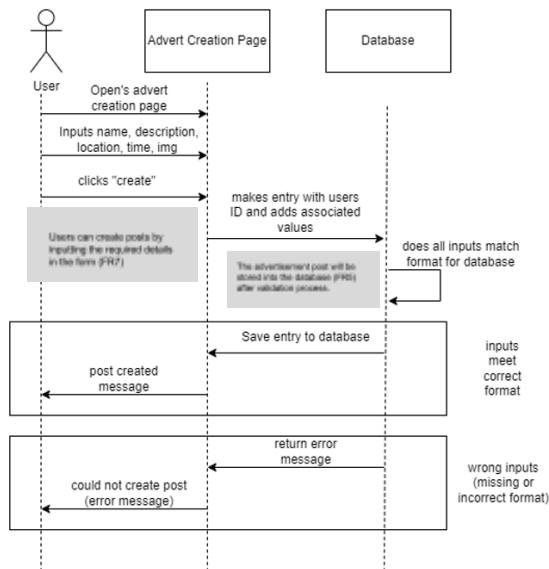 Advert Creation Page
Database
User
Open's advert
creation page
Inputs name, description,
location, time, img
clicks "create"
makes entry with users
ID and adds associated
values
Users can create posts by
inputting the required details
in the form (FR7)
The advertisement post will be
stored into the database (FR5)
after validation process.
does all inputs match
format for database
Save entry to database
post created
message
inputs
meet
correct
format
return error
message
could not create post
(error message)
wrong inputs
(missing or
incorrect format)